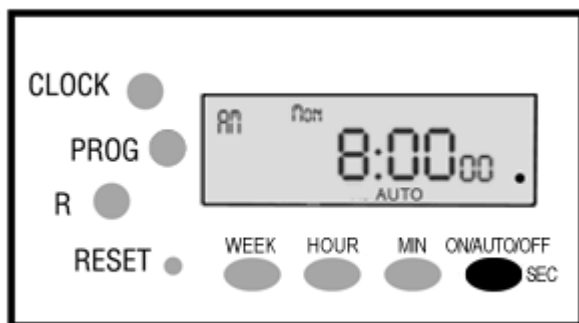 CLOCK
PROG
R
RESET
AM MON
8:00 00
AUTO
WEEK HOUR MIN ON/AUTO/OFF
SEC